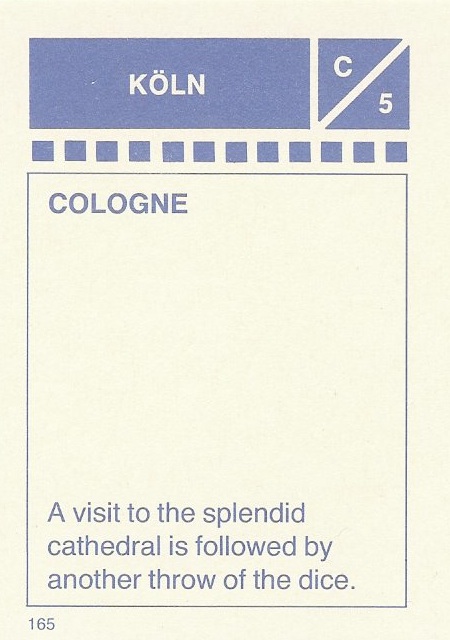 KÖLN
C
5
COLOGNE
A visit to the splendid
cathedral is followed by
another throw of the dice.
165